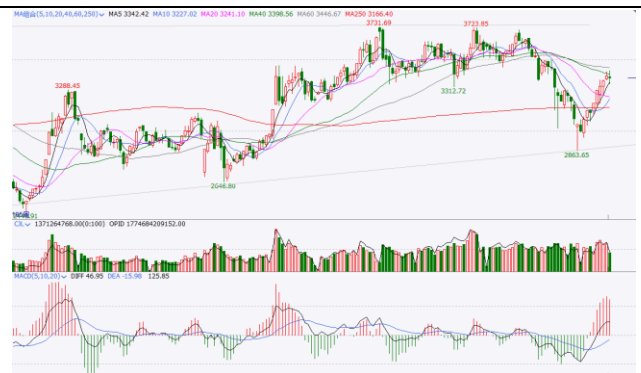 MA组合(5,10,20,40,60,250) MA5 3342.42 MA10 3227.02 MA20 3241.10 MA40 3398.56 MA60 3446.67 MA250 3166.40
3731.69
3723.85
3288.45
3312.72
2646.80
2863.65
CJL 1371264768.00(0:100) OPID 1774684209152.00
MACD(5,10,20) DIFF 46.95 DEA -15.98 125.85